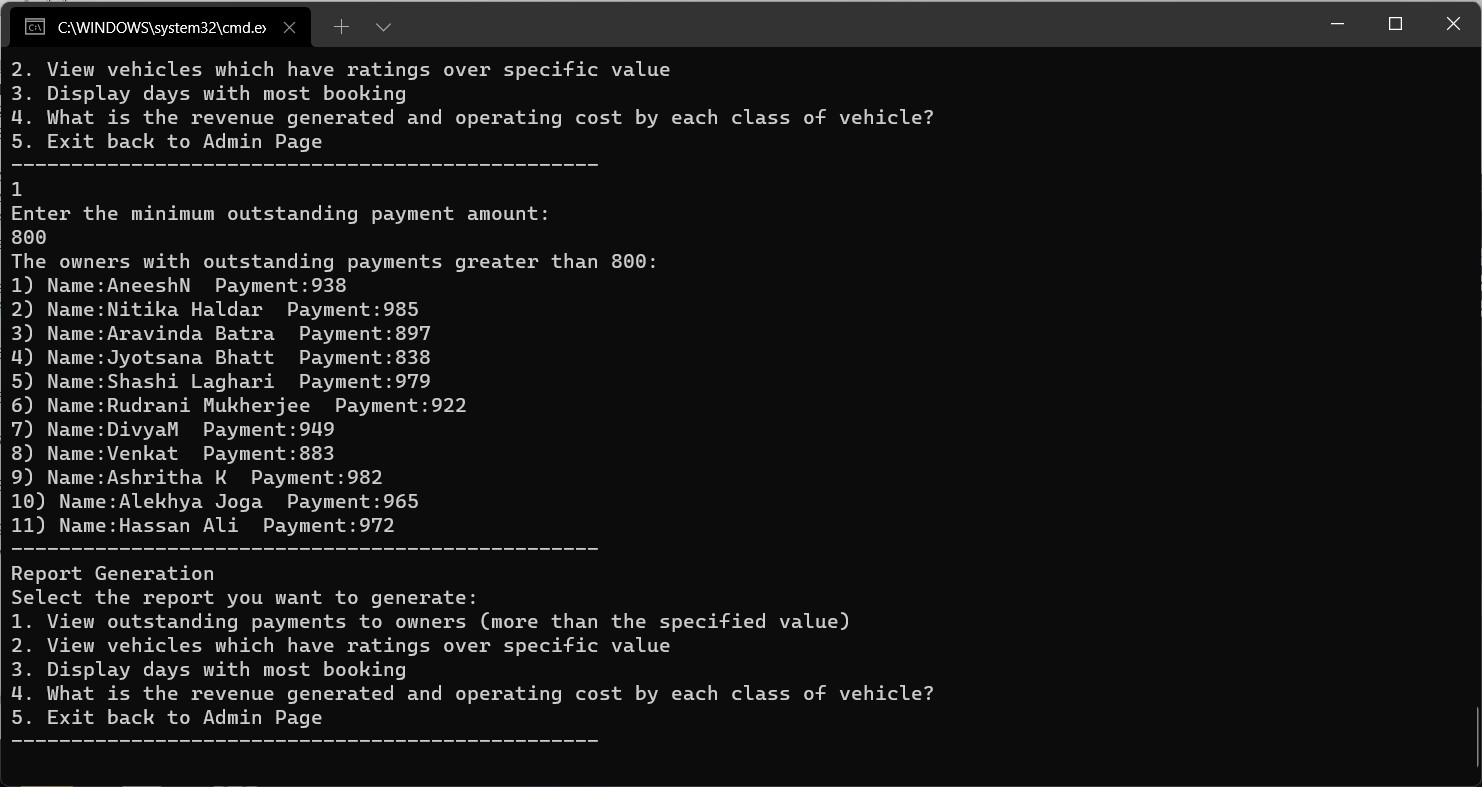 C:\WINDOWS\system32\cmd.ex
2. View vehicles which have ratings over specific value
3. Display days with most booking
4. What is the revenue generated and operating cost by each class of vehicle?
5. Exit back to Admin Page
-------------------------------------------------
1
Enter the minimum outstanding payment amount:
800
The owners with outstanding payments greater than 800:
1) Name:AneeshN  Payment:938
2) Name:Nitika Haldar  Payment:985
3) Name:Aravinda Batra  Payment:897
4) Name:Jyotsana Bhatt  Payment:838
5) Name:Shashi Laghari  Payment:979
6) Name:Rudrani Mukherjee  Payment:922
7) Name:DivyaM  Payment:949
8) Name:Venkat  Payment:883
9) Name:Ashritha K  Payment:982
10) Name:Alekhya Joga  Payment:965
11) Name:Hassan Ali  Payment:972
-------------------------------------------------
Report Generation
Select the report you want to generate:
1. View outstanding payments to owners (more than the specified value)
2. View vehicles which have ratings over specific value
3. Display days with most booking
4. What is the revenue generated and operating cost by each class of vehicle?
5. Exit back to Admin Page
-------------------------------------------------